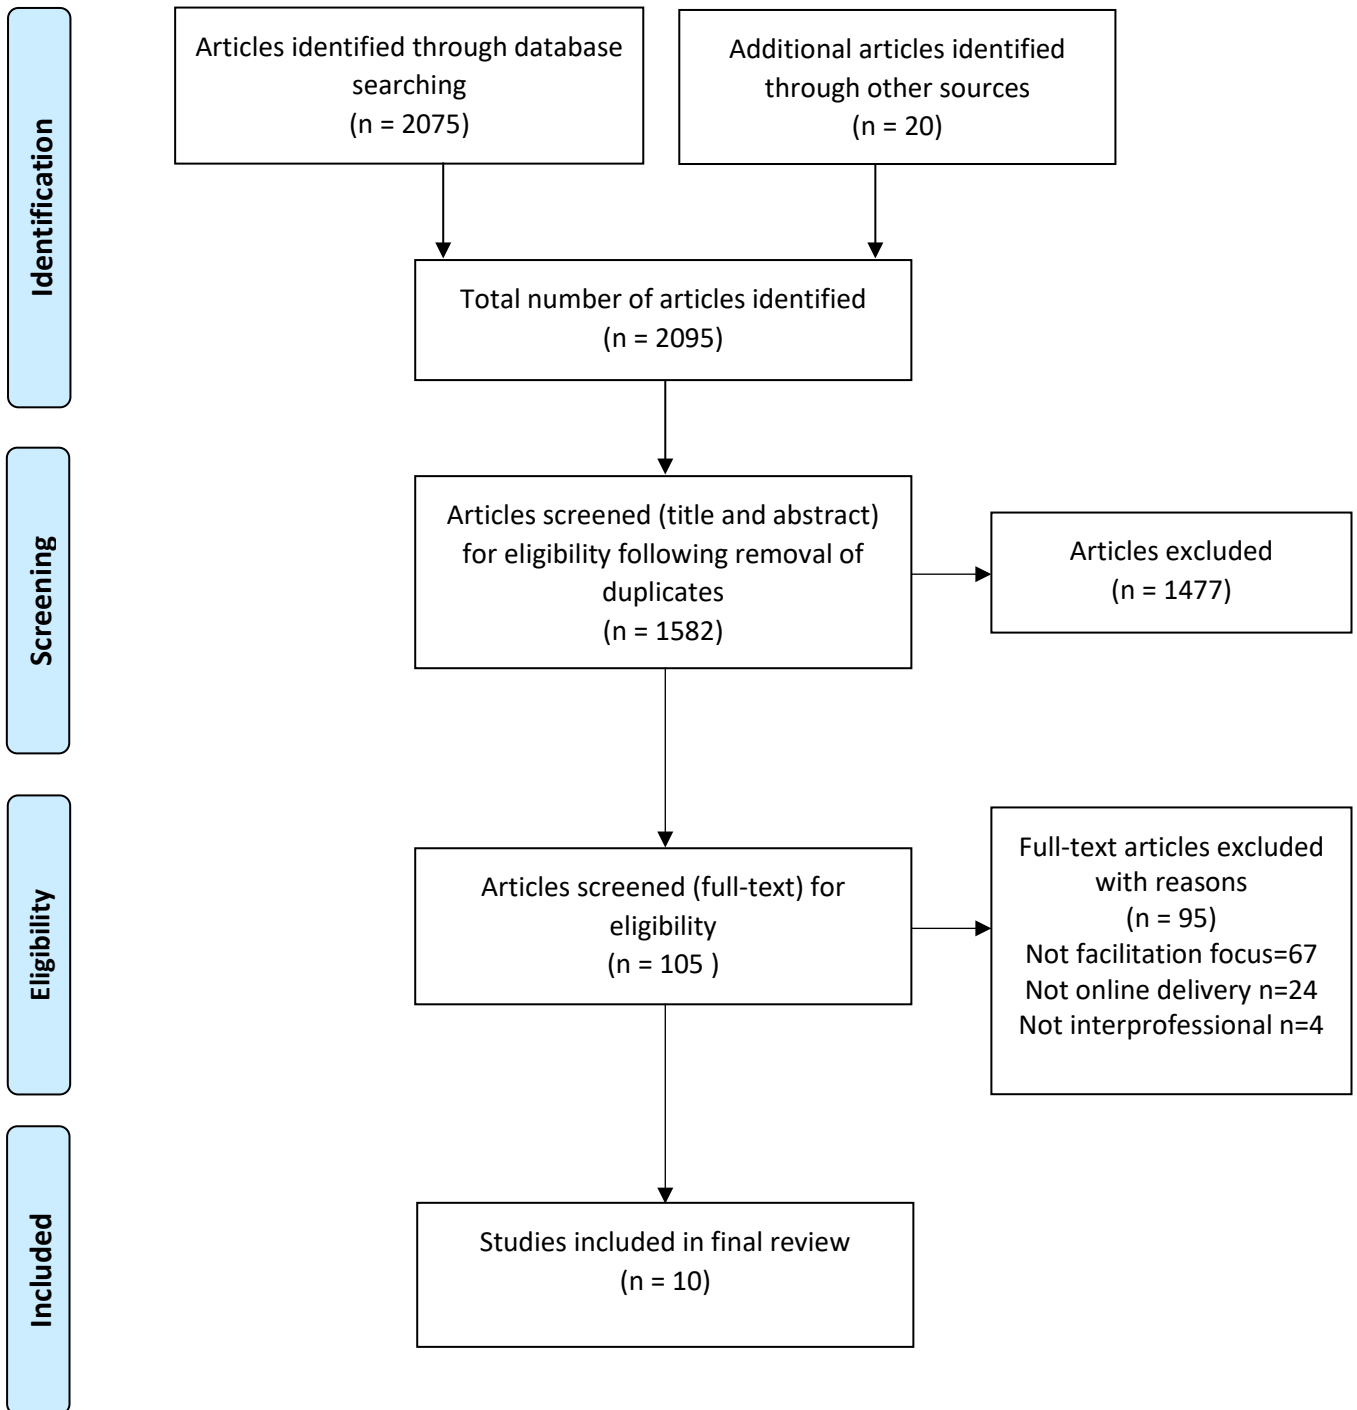 Identification
Articles identified through database
searching
(n = 2075)
Additional articles identified
through other sources
(n = 20)
Total number of articles identified
(n = 2095)
Screening
Articles screened (title and abstract)
for eligibility following removal of
duplicates
(n = 1582)
Articles excluded
(n = 1477)
Eligibility
Articles screened (full-text) for
eligibility
(n = 105 )
Full-text articles excluded
with reasons
(n = 95)
Not facilitation focus=67
Not online delivery n=24
Not interprofessional n=4
Included
Studies included in final review
(n = 10)